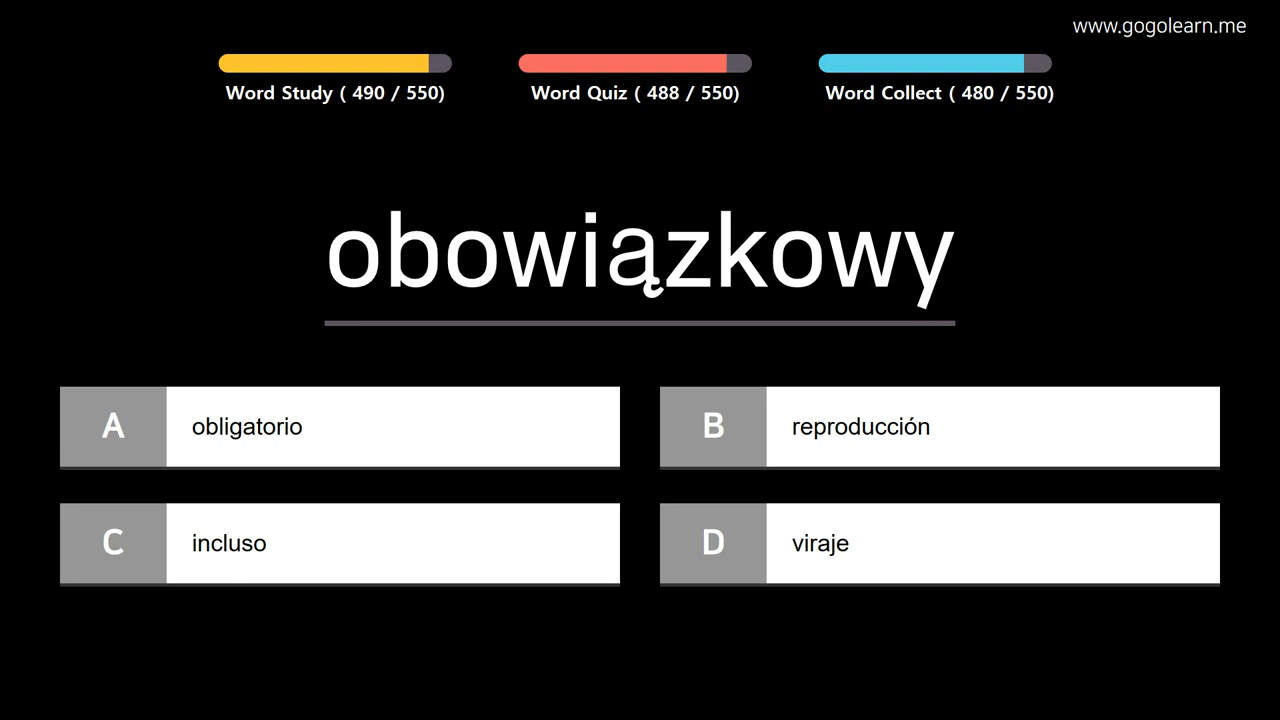 www.gogolearn.me
Word Study ( 490 / 550)
Word Quiz ( 488 / 550)
Word Collect ( 480 / 550)
obowiązkowy
A obligatorio
B reproducción
C incluso
D viraje